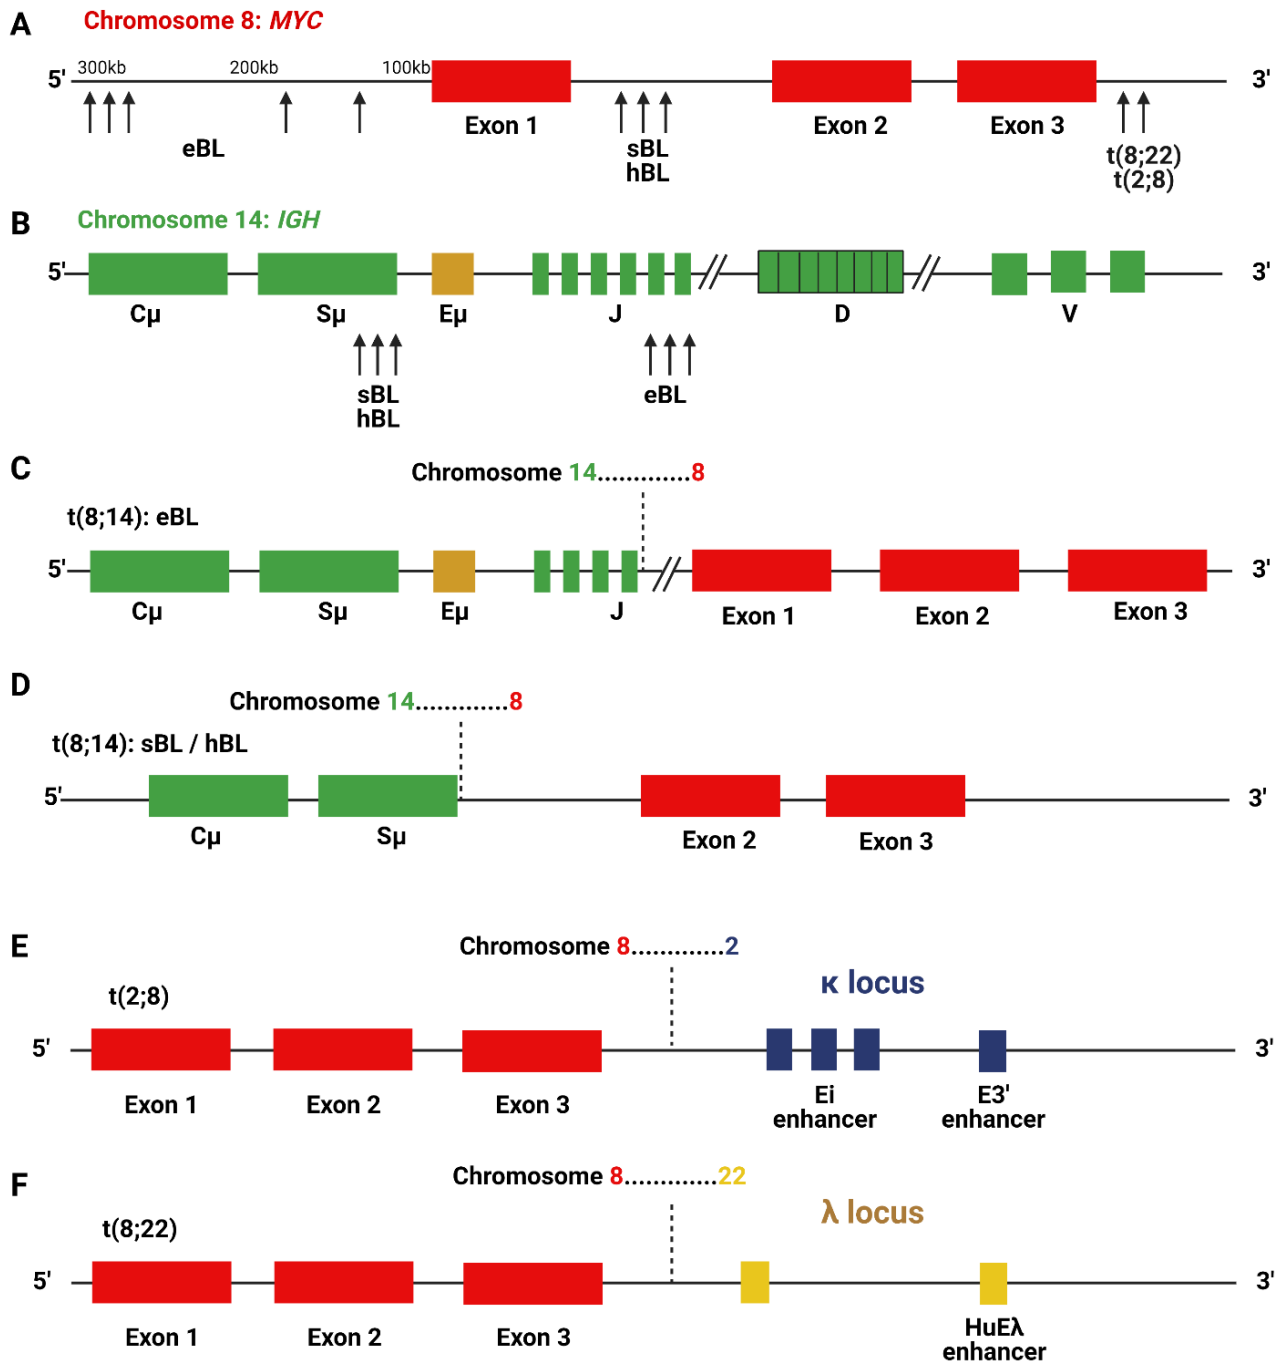 A
Chromosome 8: MYC
5' 300kb 200kb 100kb 3'
Exon 1 Exon 2 Exon 3
eBL
sBL
hBL
t(8;22)
t(2;8)
B
Chromosome 14: IGH
5' 3'
Cμ Sμ Eμ J D V
sBL
hBL
eBL
C
Chromosome 14.............8
t(8;14): eBL
5' 3'
Cμ Sμ Eμ J Exon 1 Exon 2 Exon 3
D
Chromosome 14.............8
t(8;14): sBL / hBL
5' 3'
Cμ Sμ Exon 2 Exon 3
E
Chromosome 8.............2
κ locus
t(2;8)
5' 3'
Exon 1 Exon 2 Exon 3
Ei
enhancer
E3'
enhancer
F
Chromosome 8.............22
λ locus
t(8;22)
5' 3'
Exon 1 Exon 2 Exon 3
HuEλ
enhancer